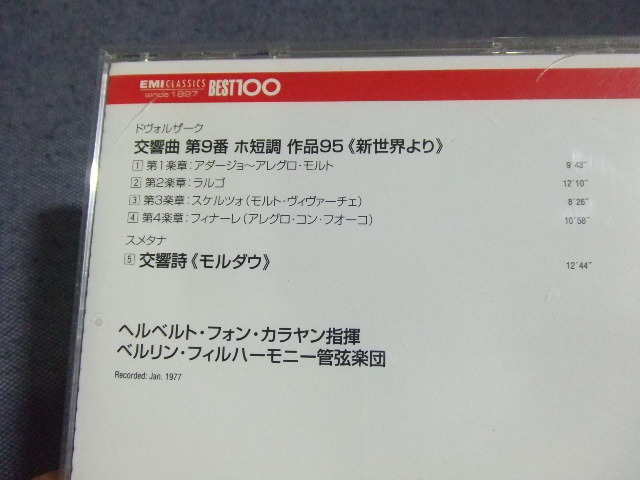 EMI CLASSICS BEST100
since 1897
ドヴォルザーク
交響曲 第9番 ホ短調 作品95《新世界より》
1 第1楽章：アダージョ〜アレグロ・モルト 9'43"
2 第2楽章：ラルゴ 12'10"
3 第3楽章：スケルツォ（モルト・ヴィヴァーチェ） 8'26"
4 第4楽章：フィナーレ（アレグロ・コン・フオーコ） 10'58"
スメタナ
5 交響詩《モルダウ》 12'44"
ヘルベルト・フォン・カラヤン指揮
ベルリン・フィルハーモニー管弦楽団
Recorded: Jan. 1977